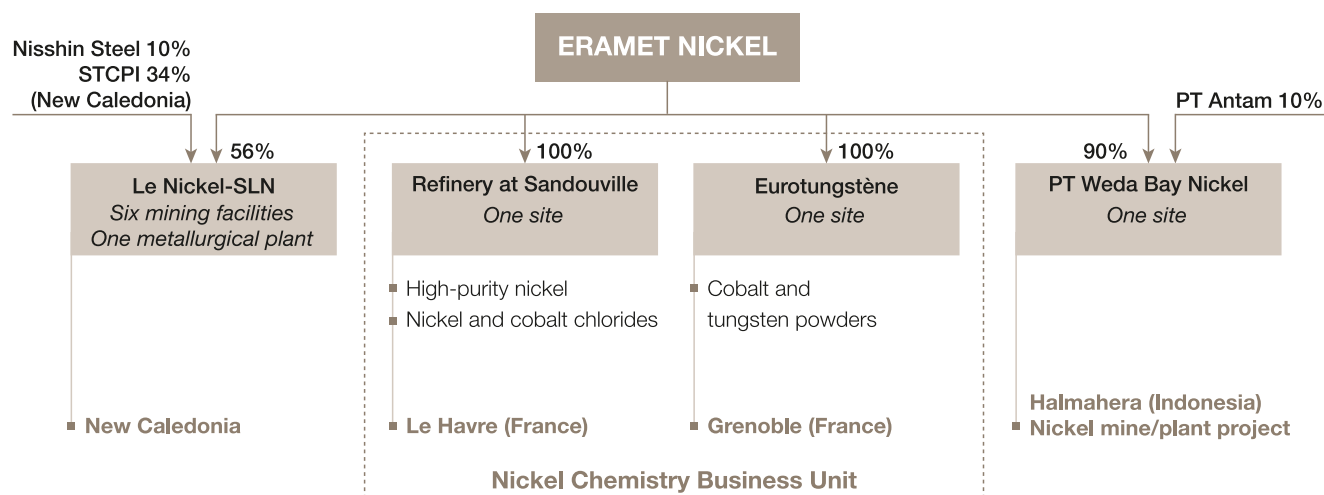 ERAMET NICKEL
Nisshin Steel 10%
STCPI 34%
(New Caledonia)
PT Antam 10%
56%
100%
100%
90%
Le Nickel-SLN
Six mining facilities
One metallurgical plant
Refinery at Sandouville
One site
Eurotungstène
One site
PT Weda Bay Nickel
One site
High-purity nickel
Nickel and cobalt chlorides
Cobalt and
tungsten powders
New Caledonia
Le Havre (France)
Grenoble (France)
Halmahera (Indonesia)
Nickel mine/plant project
Nickel Chemistry Business Unit